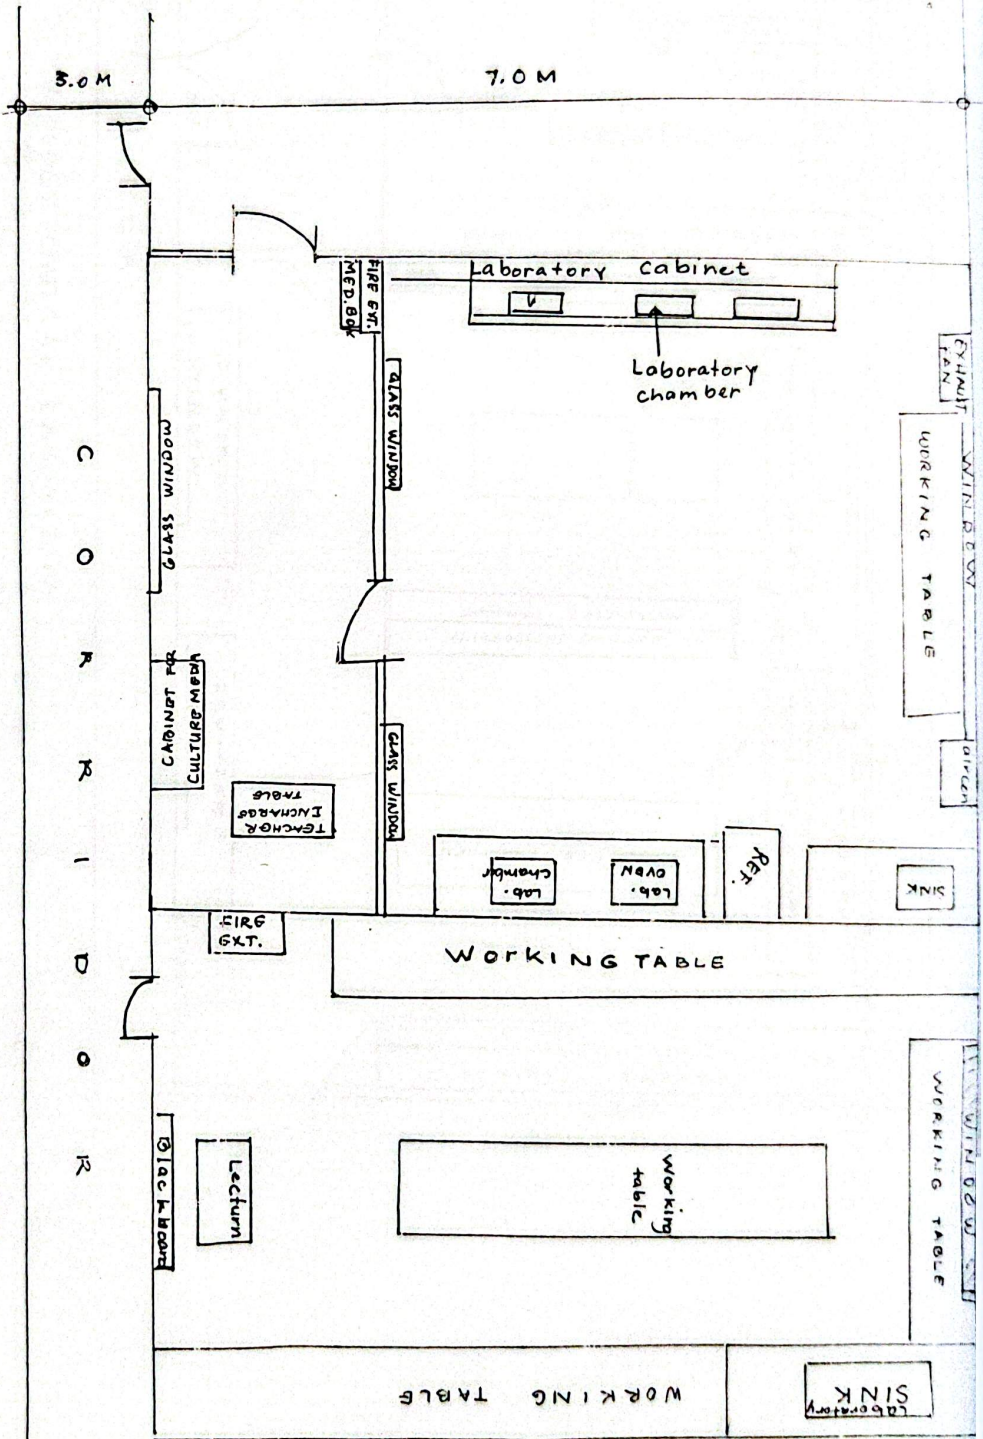 3.0 M
7.0 M
FIRE EXT.
MED. BOX
Laboratory Cabinet
Laboratory
chamber
EXHAUST
FAN
WINDOW
WORKING TABLE
GLASS WINDOW
GLASS WINDOW
CORRIDOR
CABINET FOR
CULTURE MEDIA
TEACHER
INCHARGE
TABLE
GLASS WINDOW
aircon
Lab.
chamber
Lab.
OVEN
REF.
SINK
FIRE
EXT.
WORKING TABLE
WINDOW
WORKING TABLE
Blackboard
Lecturn
Working
table
WORKING TABLE
Laboratory
SINK